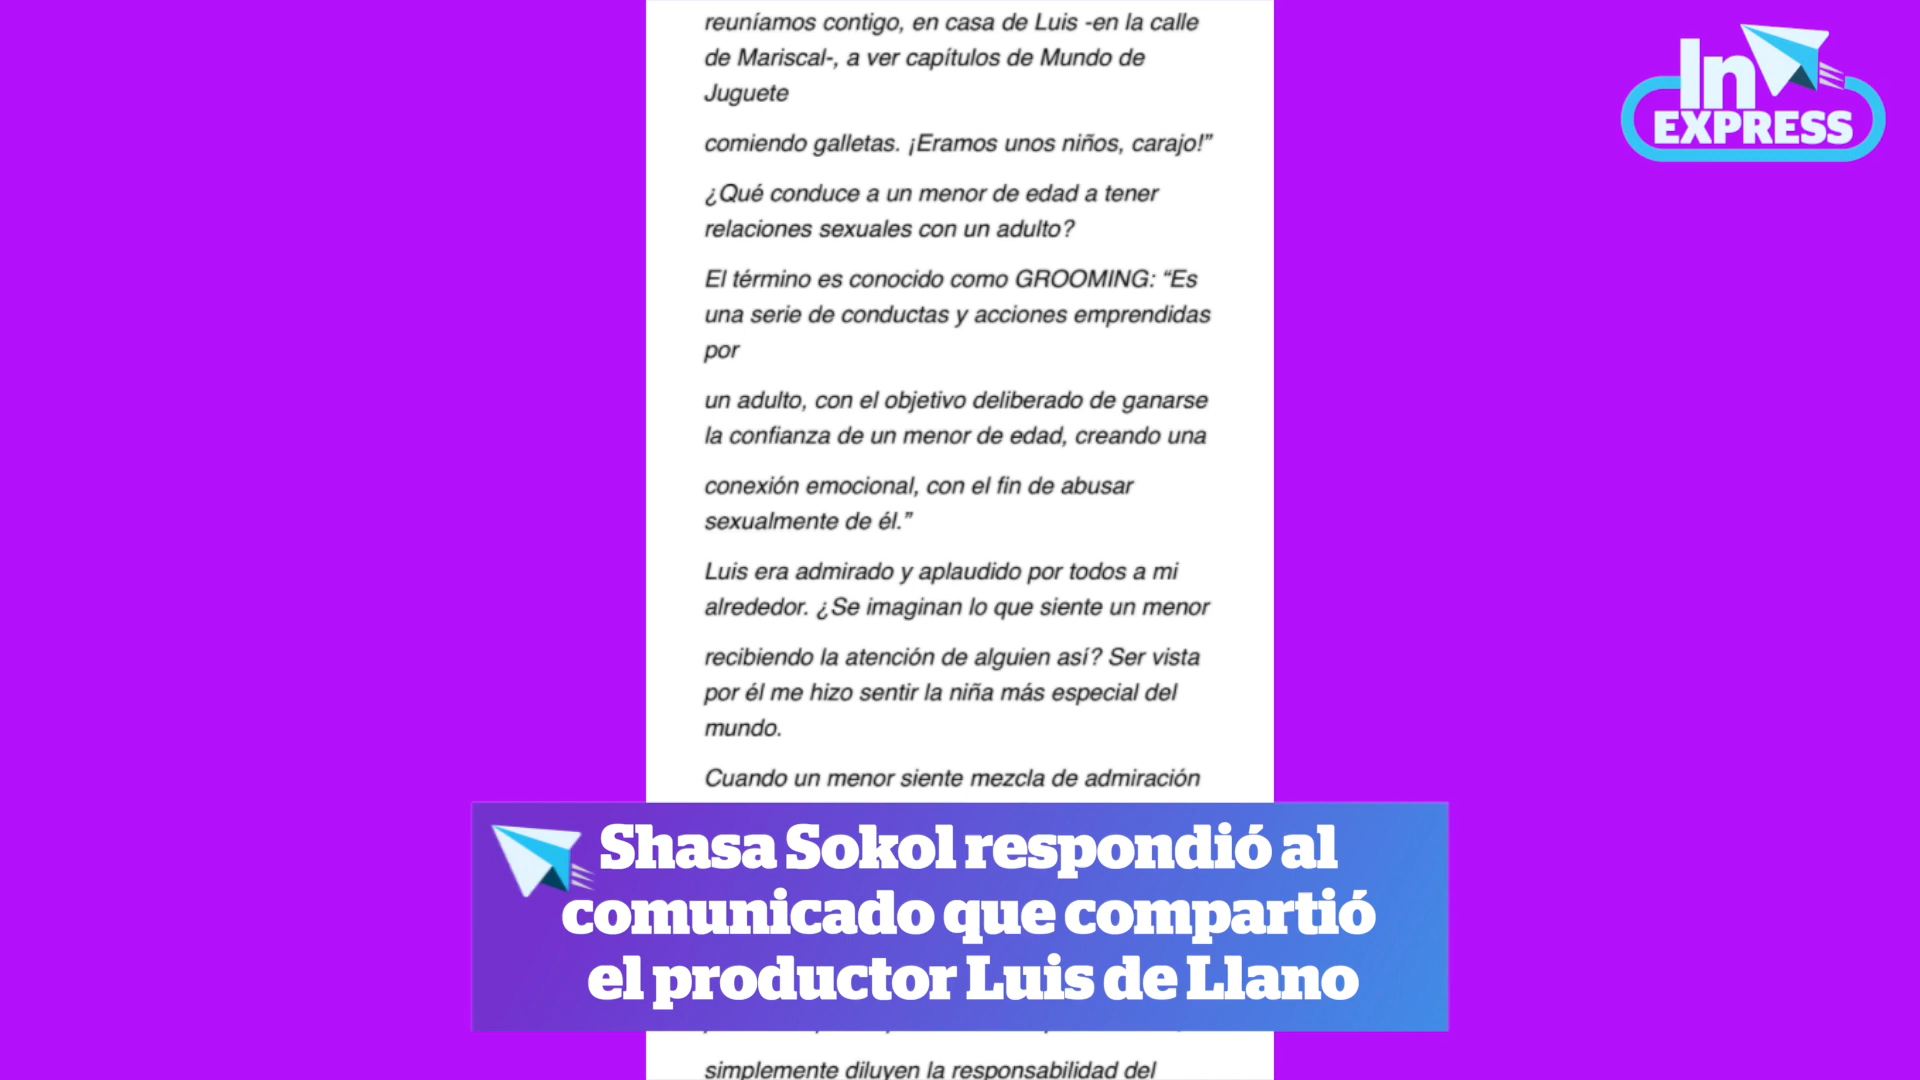 reuníamos contigo, en casa de Luis -en la calle
de Mariscal-, a ver capítulos de Mundo de
Juguete
comiendo galletas. ¡Eramos unos niños, carajo!”
¿Qué conduce a un menor de edad a tener
relaciones sexuales con un adulto?
El término es conocido como GROOMING: “Es
una serie de conductas y acciones emprendidas
por
un adulto, con el objetivo deliberado de ganarse
la confianza de un menor de edad, creando una
conexión emocional, con el fin de abusar
sexualmente de él.”
Luis era admirado y aplaudido por todos a mi
alrededor. ¿Se imaginan lo que siente un menor
recibiendo la atención de alguien así? Ser vista
por él me hizo sentir la niña más especial del
mundo.
Cuando un menor siente mezcla de admiración
simplemente diluyen la responsabilidad del
In
EXPRESS
Shasa Sokol respondió al
comunicado que compartió
el productor Luis de Llano